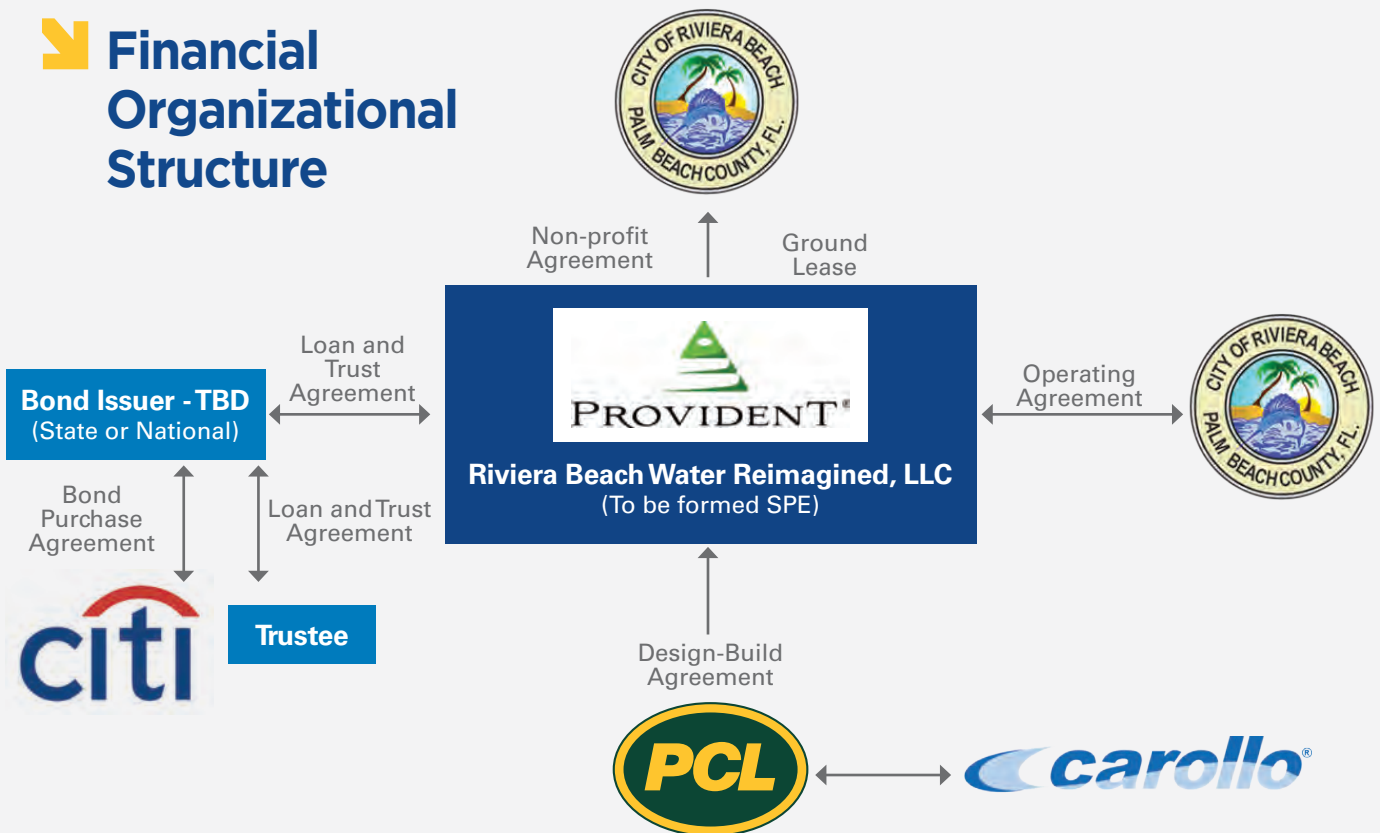 Financial
Organizational
Structure
CITY OF RIVIERA BEACH
PALM BEACH COUNTY, FL.
Non-profit
Agreement
Ground
Lease
Loan and
Trust
Agreement
PROVIDENT®
Operating
Agreement
CITY OF RIVIERA BEACH
PALM BEACH COUNTY, FL.
Bond Issuer - TBD
(State or National)
Riviera Beach Water Reimagined, LLC
(To be formed SPE)
Bond
Purchase
Agreement
Loan and Trust
Agreement
citi
Trustee
Design-Build
Agreement
PCL
carollo®